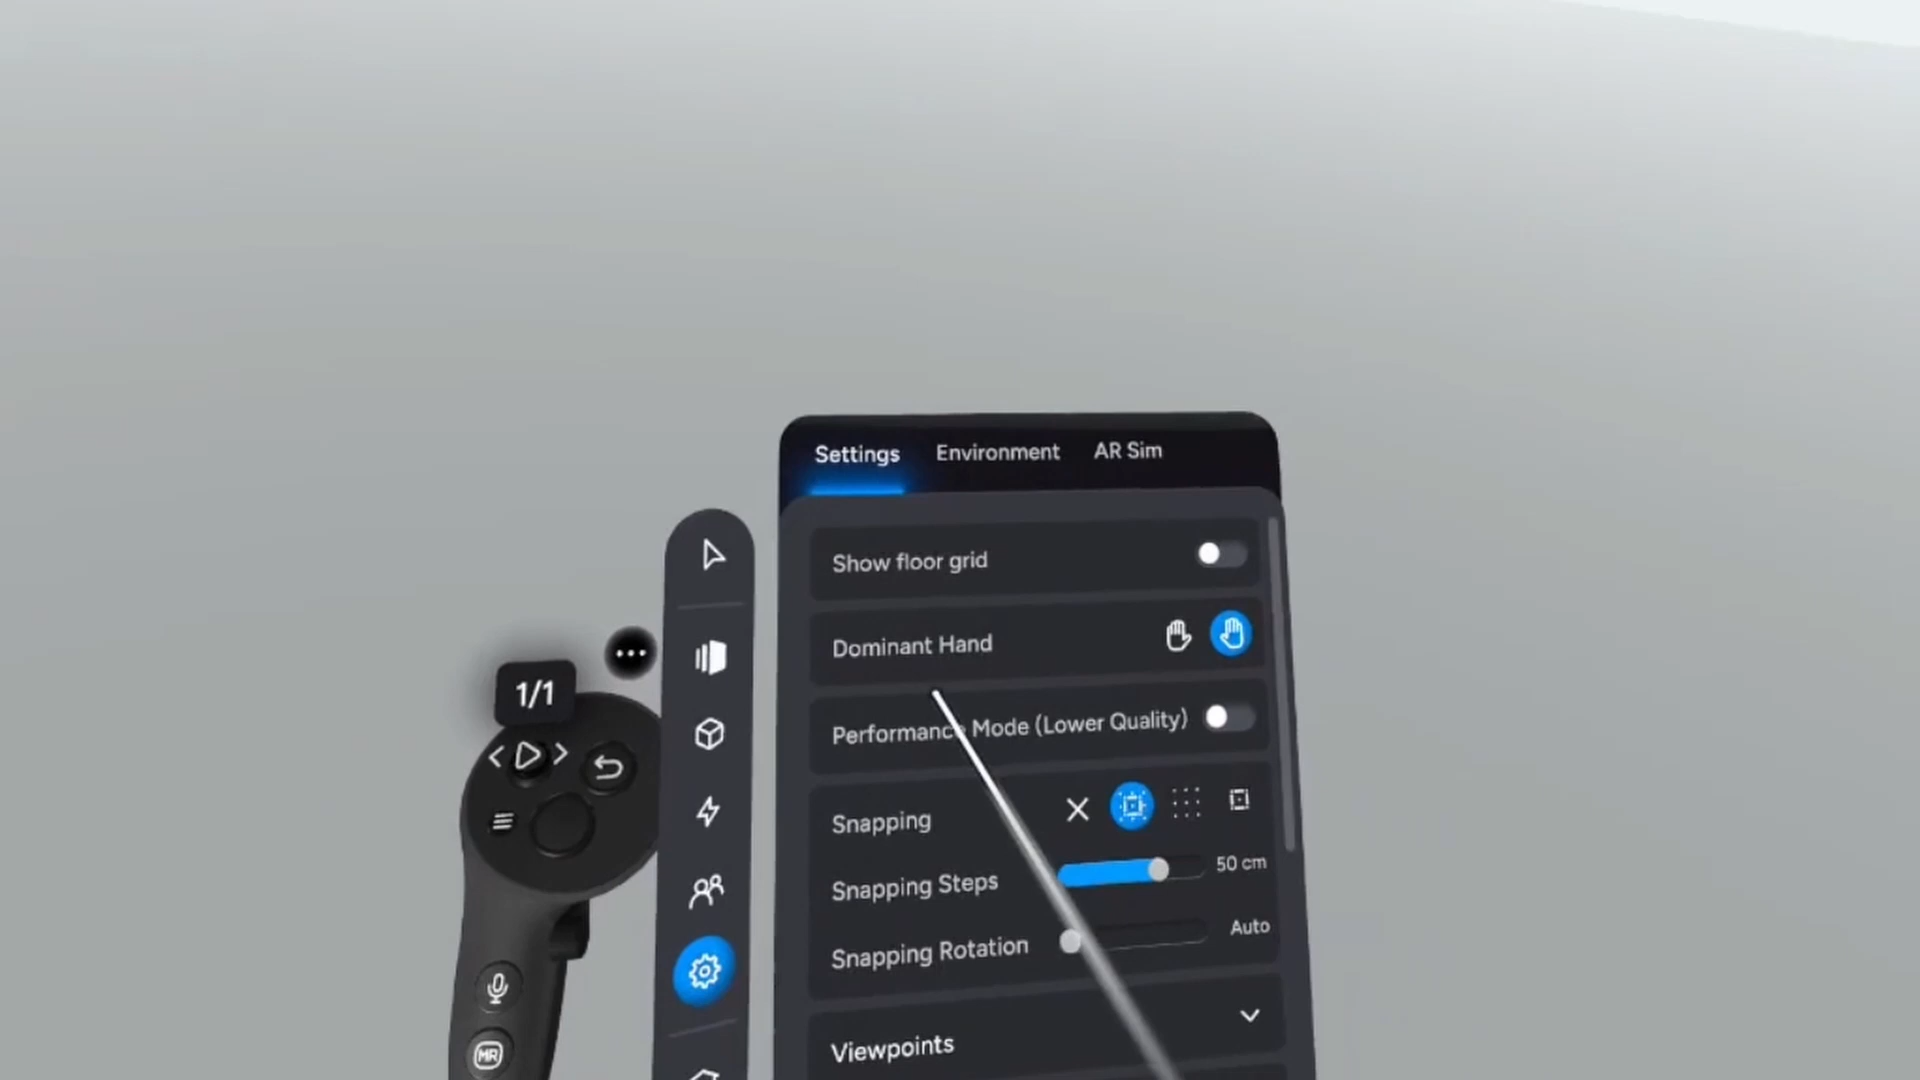 Settings Environment AR Sim
Show floor grid
Dominant Hand
Performance Mode (Lower Quality)
Snapping
Snapping Steps 50 cm
Snapping Rotation Auto
Viewpoints
1/1
MR